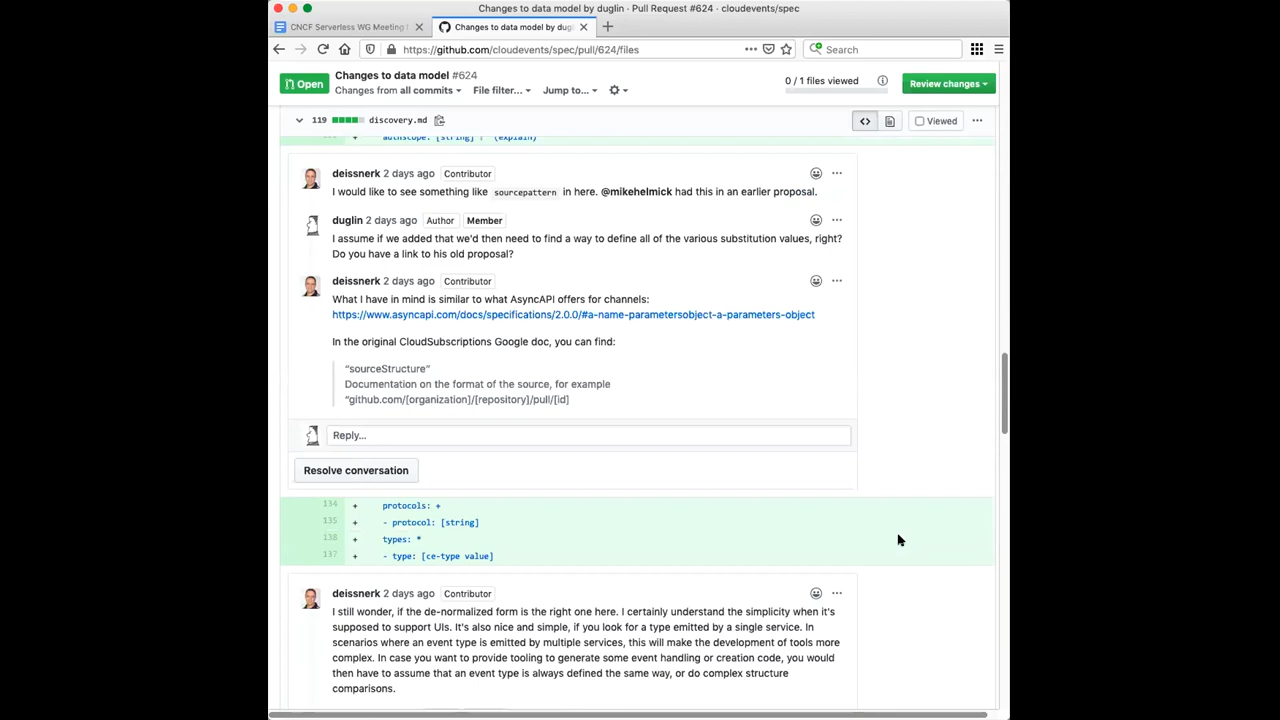 Changes to data model by duglin · Pull Request #624 · cloudevents/spec
CNCF Serverless WG Meeting
Changes to data model by dug
https://github.com/cloudevents/spec/pull/624/files
Search
Open
Changes to data model #624
Changes from all commits
File filter...
Jump to...
0 / 1 files viewed
Review changes
119
discovery.md
Viewed
+ authscope: [string] ? (explain)
deissnerk 2 days ago Contributor
I would like to see something like sourcepattern in here. @mikehelmick had this in an earlier proposal.
duglin 2 days ago Author Member
I assume if we added that we'd then need to find a way to define all of the various substitution values, right?
Do you have a link to his old proposal?
deissnerk 2 days ago Contributor
What I have in mind is similar to what AsyncAPI offers for channels:
https://www.asyncapi.com/docs/specifications/2.0.0/#a-name-parametersobject-a-parameters-object
In the original CloudSubscriptions Google doc, you can find:
“sourceStructure”
Documentation on the format of the source, for example
“github.com/[organization]/[repository]/pull/[id]
Reply...
Resolve conversation
134 + protocols: +
135 + - protocol: [string]
138 + types: *
137 + - type: [ce-type value]
deissnerk 2 days ago Contributor
I still wonder, if the de-normalized form is the right one here. I certainly understand the simplicity when it's
supposed to support UIs. It's also nice and simple, if you look for a type emitted by a single service. In
scenarios where an event type is emitted by multiple services, this will make the development of tools more
complex. In case you want to provide tooling to generate some event handling or creation code, you would
then have to assume that an event type is always defined the same way, or do complex structure
comparisons.